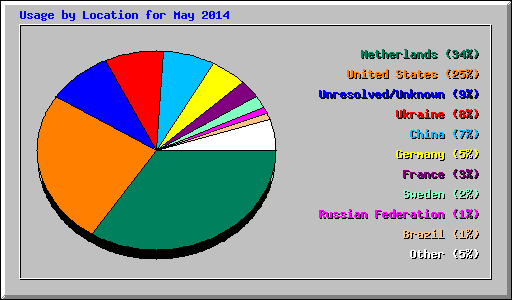 Usage by Location for May 2014
Netherlands (34%)
United States (25%)
Unresolved/Unknown (9%)
Ukraine (8%)
China (7%)
Germany (5%)
France (3%)
Sweden (2%)
Russian Federation (1%)
Brazil (1%)
Other (5%)